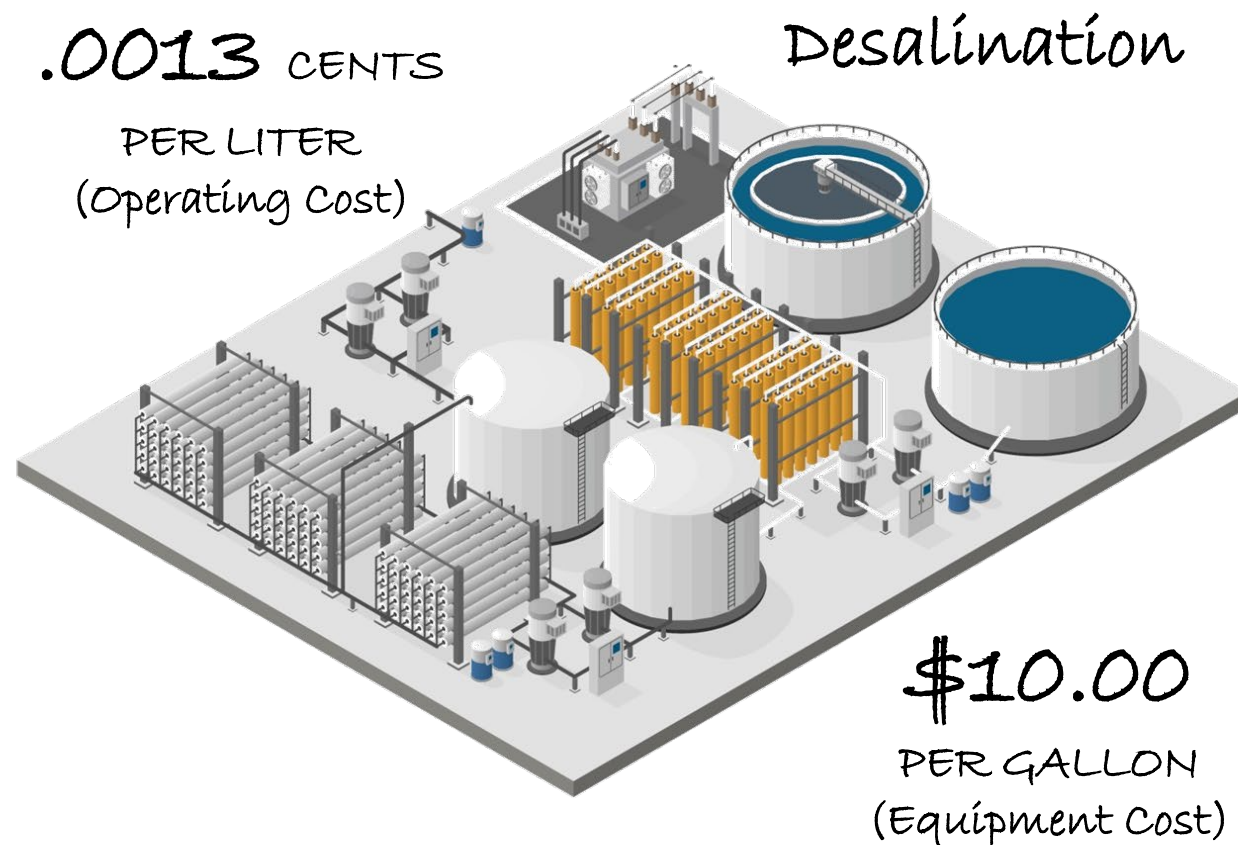 .0013 CENTS
PER LITER
(Operating Cost)
Desalination
$10.00
PER GALLON
(Equipment Cost)